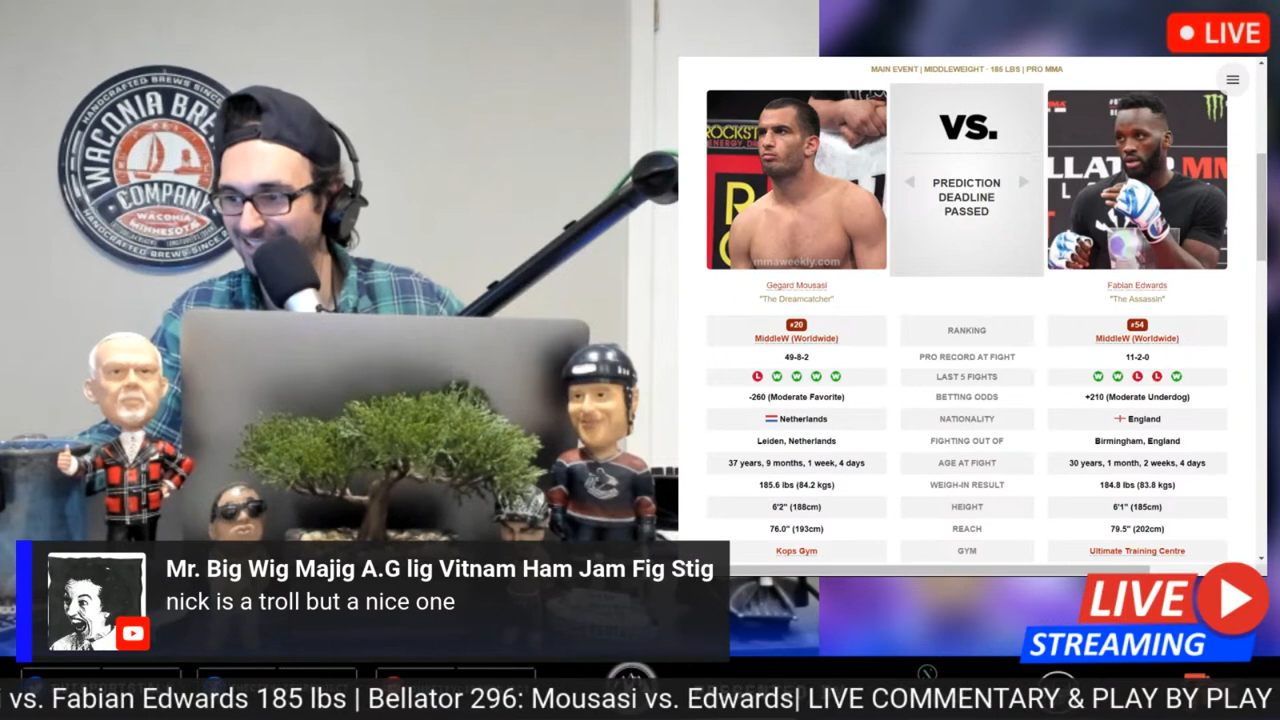 LIVE
HANDCRAFTED BREWS SINCE
WACONIA BRE
COMPANY
WACONIA
MINNESOTA
MAIN EVENT | MIDDLEWEIGHT · 185 LBS | PRO MMA
ROCKST
ENERGY DR
mmaweekly.com
VS.
PREDICTION
DEADLINE
PASSED
LLATOR MM
Gegard Mousasi
Fabian Edwards
"The Dreamcatcher"
"The Assassin"
#20 RANKING #54
MiddleW (Worldwide) MiddleW (Worldwide)
49-8-2 PRO RECORD AT FIGHT 11-2-0
L W W W W LAST 5 FIGHTS W W L L W
-260 (Moderate Favorite) BETTING ODDS +210 (Moderate Underdog)
Netherlands NATIONALITY England
Leiden, Netherlands FIGHTING OUT OF Birmingham, England
37 years, 9 months, 1 week, 4 days AGE AT FIGHT 30 years, 1 month, 2 weeks, 4 days
185.6 lbs (84.2 kgs) WEIGH-IN RESULT 184.8 lbs (83.8 kgs)
6'2" (188cm) HEIGHT 6'1" (185cm)
76.0" (193cm) REACH 79.5" (202cm)
Kops Gym GYM Ultimate Training Centre
Mr. Big Wig Majig A.G lig Vitnam Ham Jam Fig Stig
nick is a troll but a nice one
LIVE
STREAMING
i vs. Fabian Edwards 185 lbs | Bellator 296: Mousasi vs. Edwards| LIVE COMMENTARY & PLAY BY PLAY